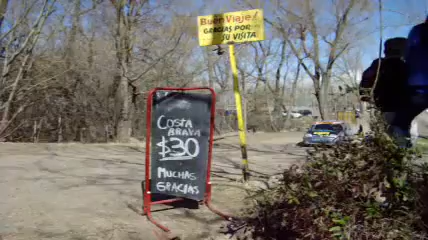 Buen Viaje!
GRACIAS POR
SU VISITA
COSTA
BRAVA
$30
MUCHAS
GRACIAS